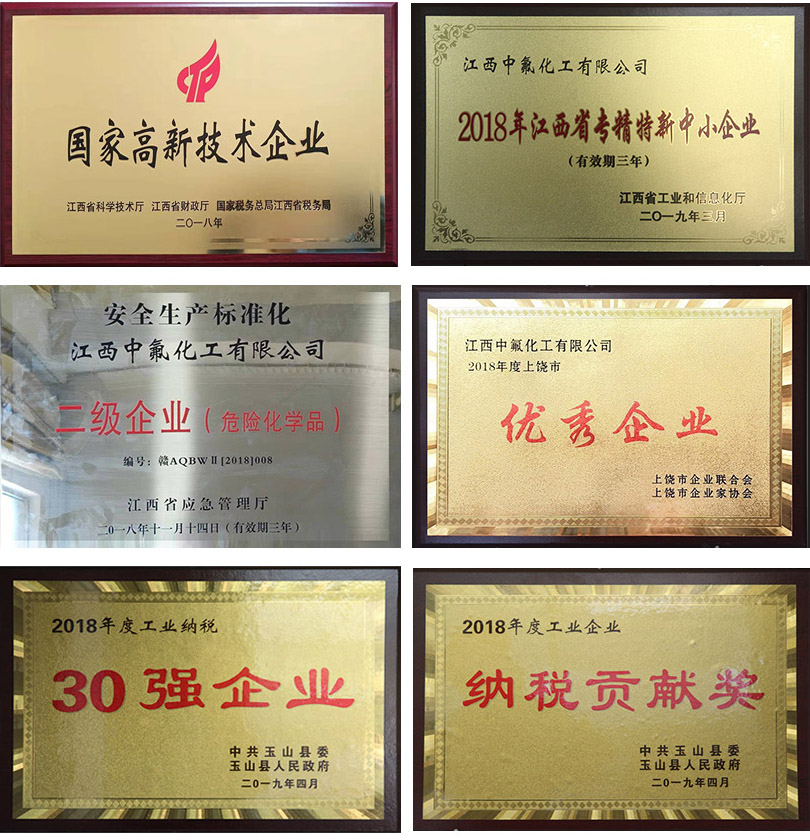 国家高新技术企业
江西省科学技术厅 江西省财政厅 国家税务总局江西省税务局
二〇一八年
江西中氟化工有限公司
2018年江西省专精特新中小企业
(有效期三年)
江西省工业和信息化厅
二〇一九年三月
安全生产标准化
江西中氟化工有限公司
二级企业(危险化学品)
编号:赣AQBWⅡ[2018]008
江西省应急管理厅
二〇一八年十一月十四日(有效期三年)
江西中氟化工有限公司
2018年度上饶市
优秀企业
上饶市企业联合会
上饶市企业家协会
2018年度工业纳税
30强企业
中共玉山县委
玉山县人民政府
二〇一九年四月
2018年度工业企业
纳税贡献奖
中共玉山县委
玉山县人民政府
二〇一九年四月